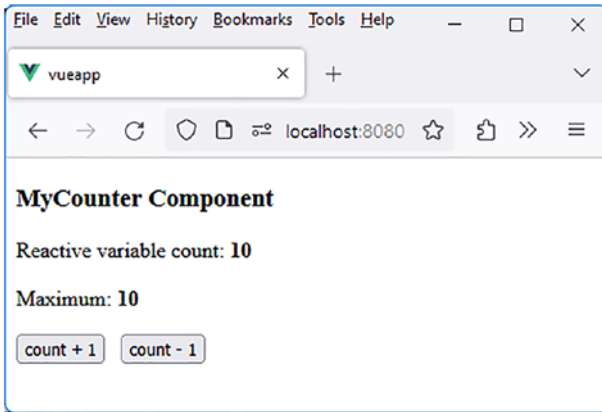 File Edit View History Bookmarks Tools Help
vueapp
localhost:8080
MyCounter Component
Reactive variable count: 10
Maximum: 10
count + 1 count - 1